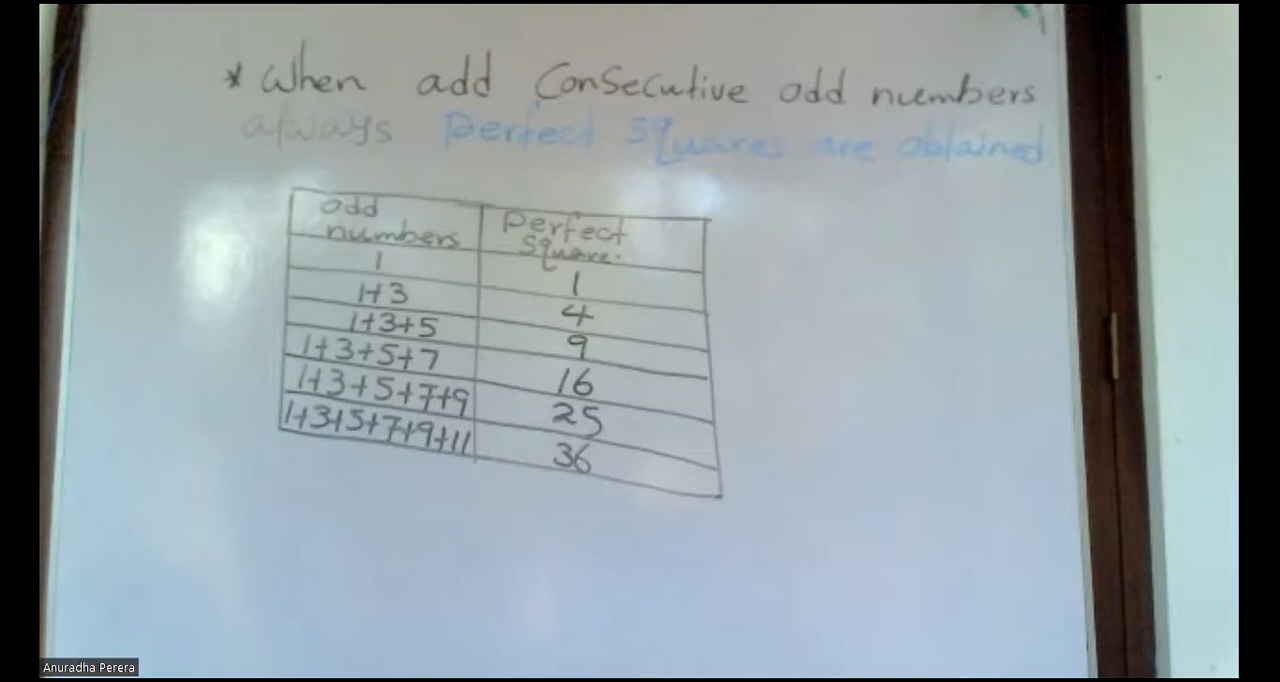 * When add Consecutive odd numbers
always perfect squares are obtained
odd numbers
perfect square.
1
1
1+3
4
1+3+5
9
1+3+5+7
16
1+3+5+7+9
25
1+3+5+7+9+11
36
Anuradha Perera